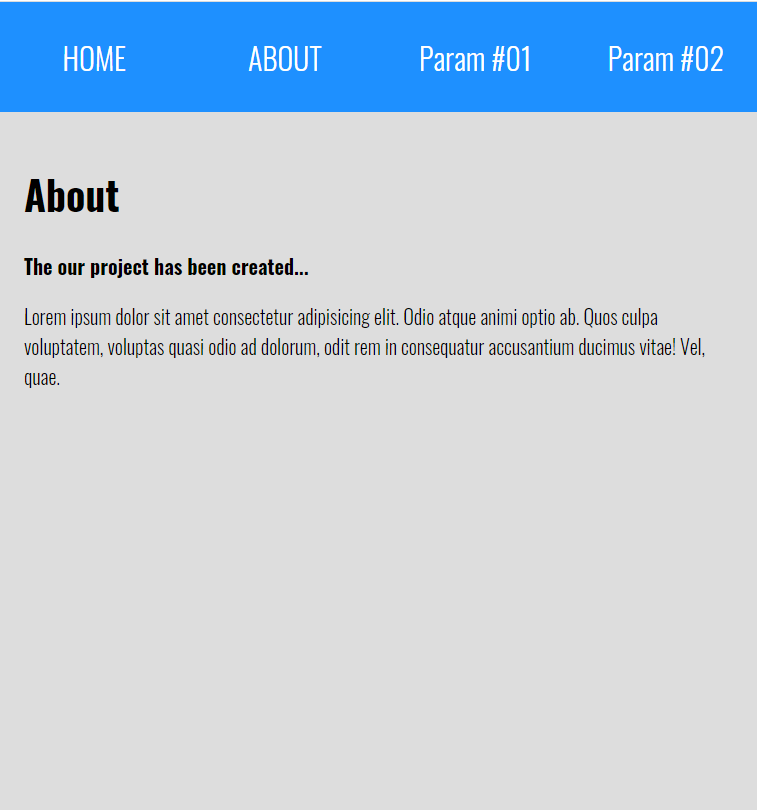 HOME ABOUT Param #01 Param #02
About
The our project has been created...
Lorem ipsum dolor sit amet consectetur adipisicing elit. Odio atque animi optio ab. Quos culpa
voluptatem, voluptas quasi odio ad dolorum, odit rem in consequatur accusantium ducimus vitae! Vel,
quae.